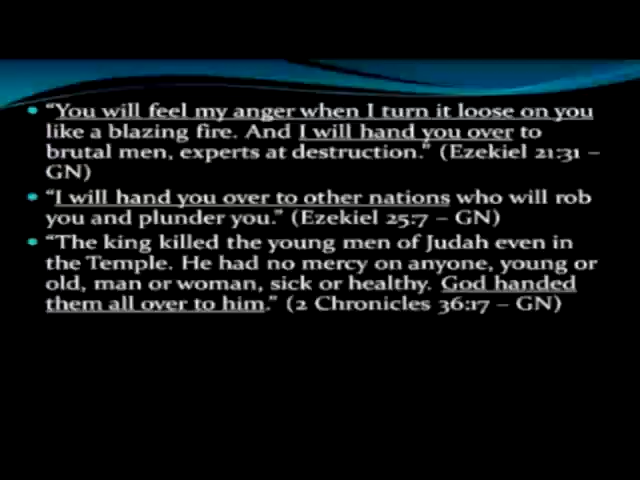 • “You will feel my anger when I turn it loose on you
like a blazing fire. And I will hand you over to
brutal men, experts at destruction.” (Ezekiel 21:31 –
GN)
• “I will hand you over to other nations who will rob
you and plunder you.” (Ezekiel 25:7 – GN)
• “The king killed the young men of Judah even in
the Temple. He had no mercy on anyone, young or
old, man or woman, sick or healthy. God handed
them all over to him.” (2 Chronicles 36:17 – GN)